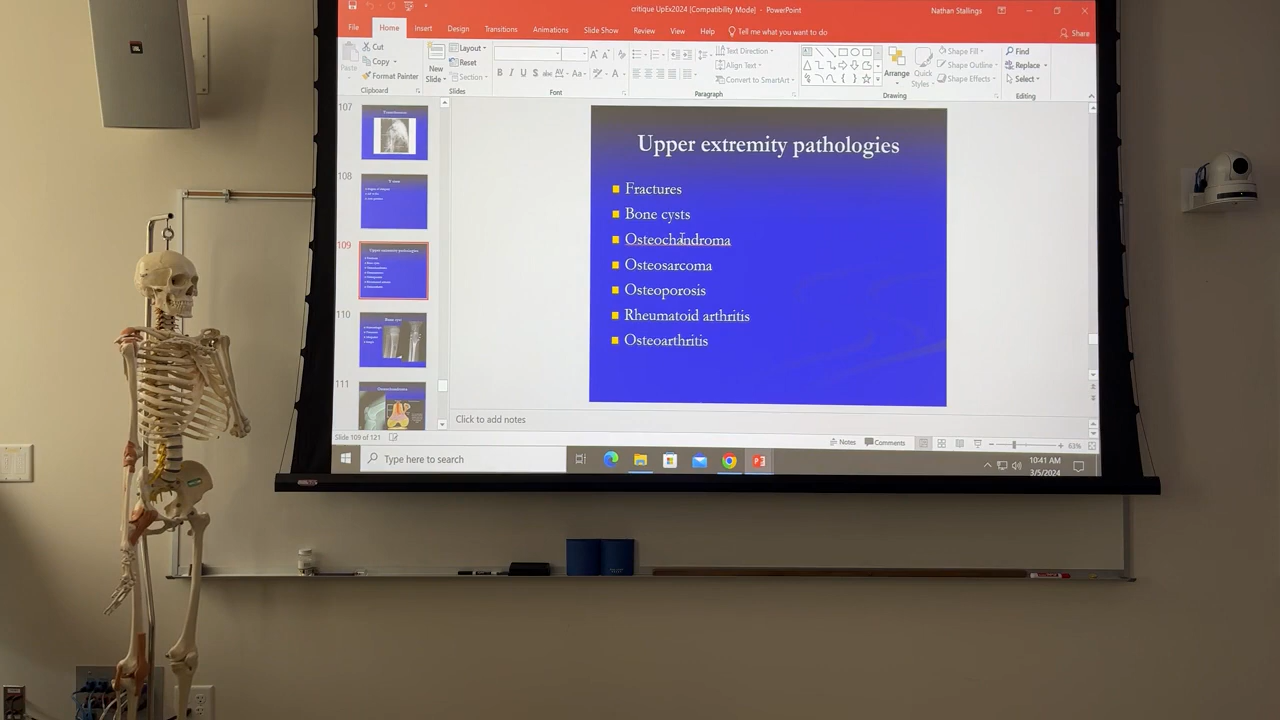 critique UpEx2024 [Compatibility Mode] - PowerPoint
Nathan Stallings
File
Home
Insert
Design
Transitions
Animations
Slide Show
Review
View
Help
Tell me what you want to do
Share
Paste
Cut
Copy
Format Painter
Clipboard
New Slide
Layout
Reset
Section
Slides
Font
Text Direction
Align Text
Convert to SmartArt
Paragraph
Arrange
Quick Styles
Shape Fill
Shape Outline
Shape Effects
Drawing
Find
Replace
Select
Editing
107
108
109
110
111
Upper extremity pathologies
Fractures
Bone cysts
Osteochandroma
Osteosarcoma
Osteoporosis
Rheumatoid arthritis
Osteoarthritis
Click to add notes
Slide 109 of 121
Notes
Comments
63%
Type here to search
10:41 AM
3/5/2024
JBL